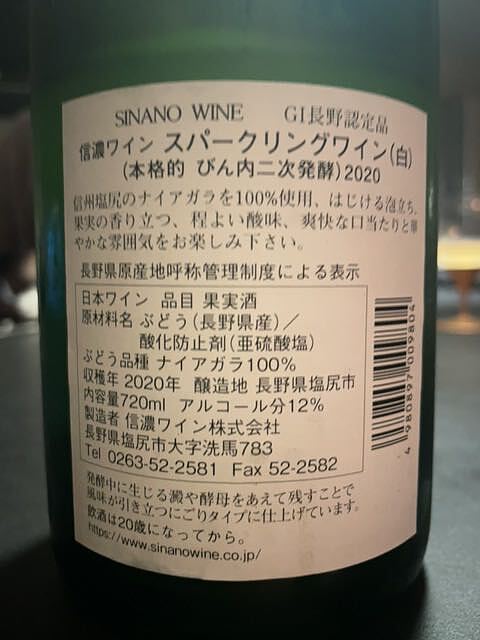 SINANO WINE GI長野認定品
信濃ワイン スパークリングワイン(白)
(本格的 びん内二次発酵)2020
信州塩尻のナイアガラを100%使用、はじける泡立ち、
果実の香り立つ、程よい酸味、爽快な口当たりと華
やかな雰囲気をお楽しみ下さい。
長野県原産地呼称管理制度による表示
日本ワイン 品目 果実酒
原材料名 ぶどう(長野県産)/
酸化防止剤(亜硫酸塩)
ぶどう品種 ナイアガラ100%
収穫年 2020年 醸造地 長野県塩尻市
内容量720ml アルコール分12%
製造者 信濃ワイン株式会社
長野県塩尻市大字洗馬783
Tel 0263-52-2581 Fax 52-2582
発酵中に生じる澱や酵母をあえて残すことで
風味が引き立つにごりタイプに仕上げています。
飲酒は20歳になってから。
https://www.sinanowine.co.jp/
4 980897 009804